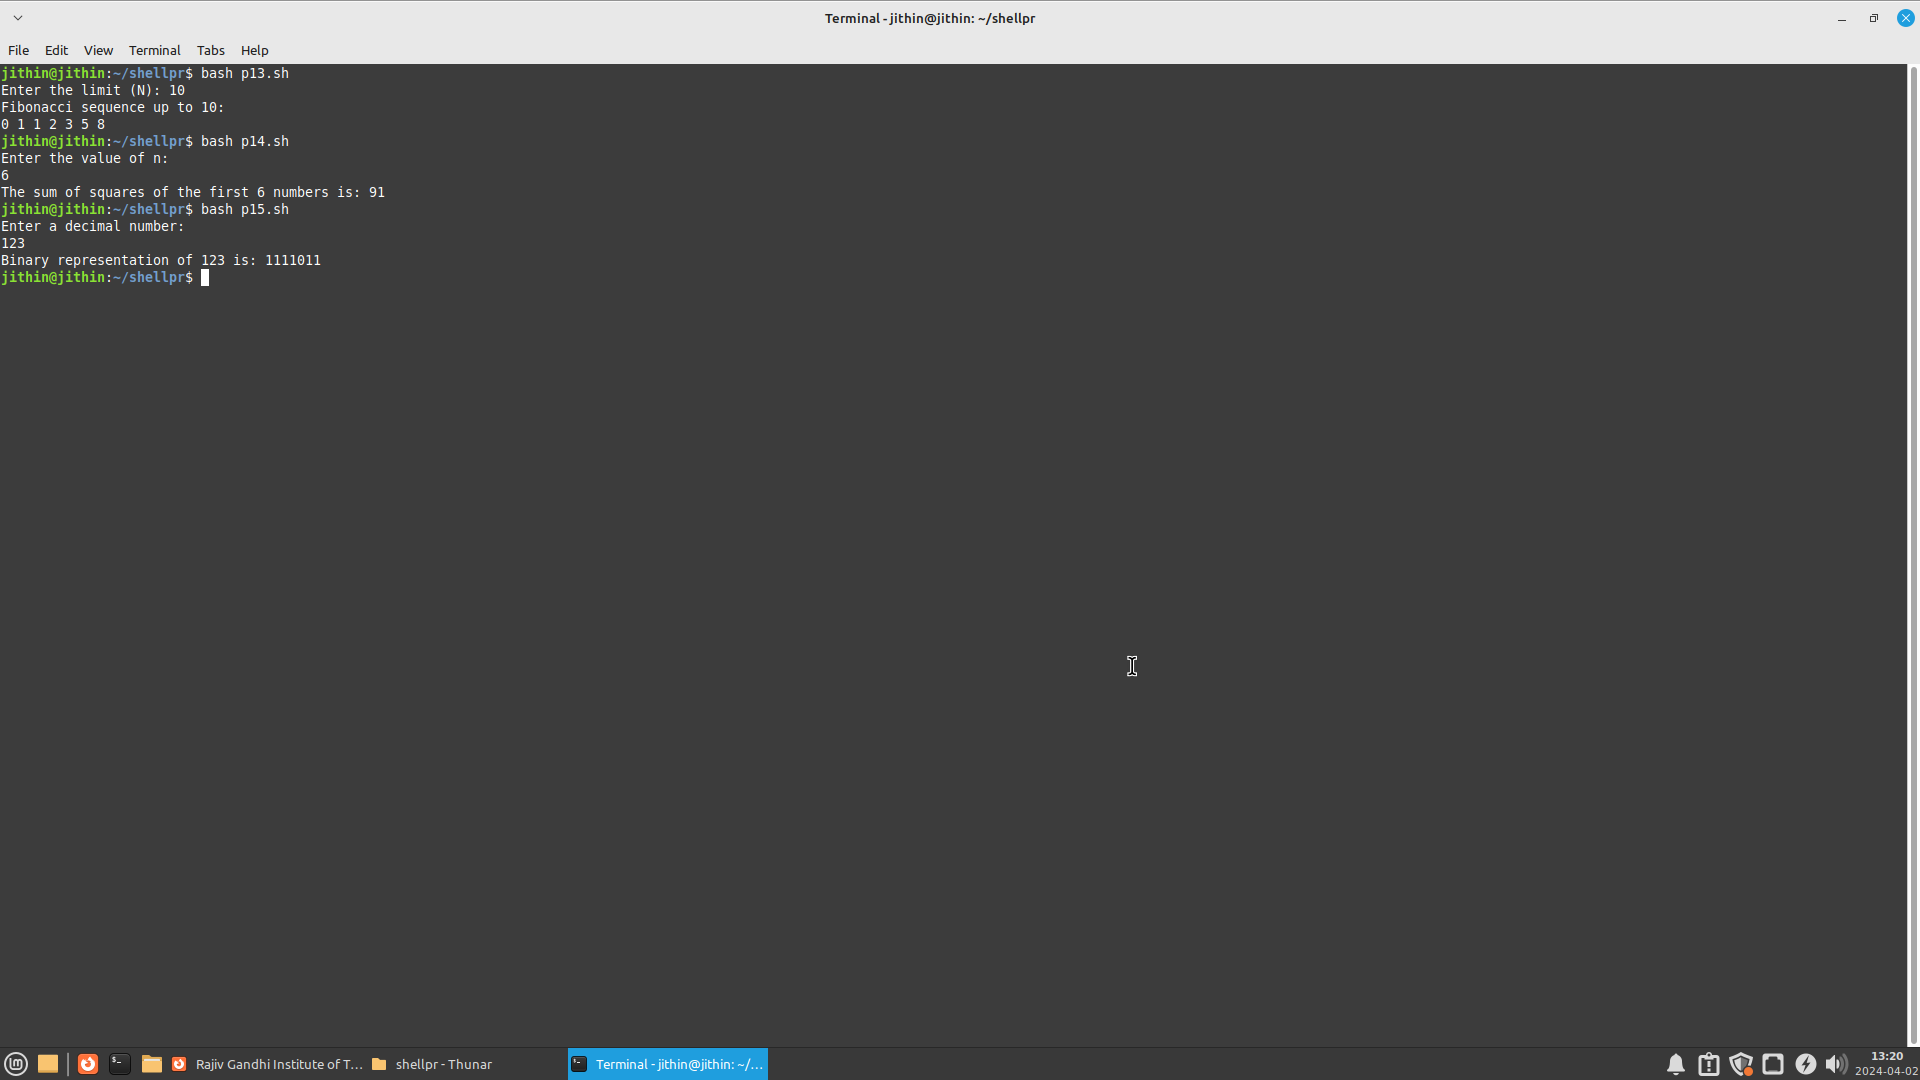 Terminal - jithin@jithin: ~/shellpr
File Edit View Terminal Tabs Help
jithin@jithin:~/shellpr$ bash p13.sh
Enter the limit (N): 10
Fibonacci sequence up to 10:
0 1 1 2 3 5 8
jithin@jithin:~/shellpr$ bash p14.sh
Enter the value of n:
6
The sum of squares of the first 6 numbers is: 91
jithin@jithin:~/shellpr$ bash p15.sh
Enter a decimal number:
123
Binary representation of 123 is: 1111011
jithin@jithin:~/shellpr$
Rajiv Gandhi Institute of T... shellpr - Thunar Terminal - jithin@jithin: ~/... 13:20
2024-04-02